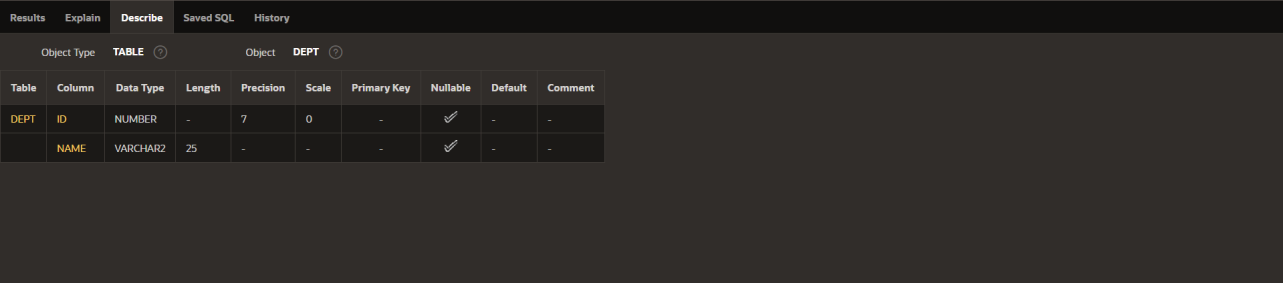 Results Explain Describe Saved SQL History
Object Type TABLE ? Object DEPT ?
Table Column Data Type Length Precision Scale Primary Key Nullable Default Comment
DEPT ID NUMBER - 7 0 - - -
NAME VARCHAR2 25 - - - - -